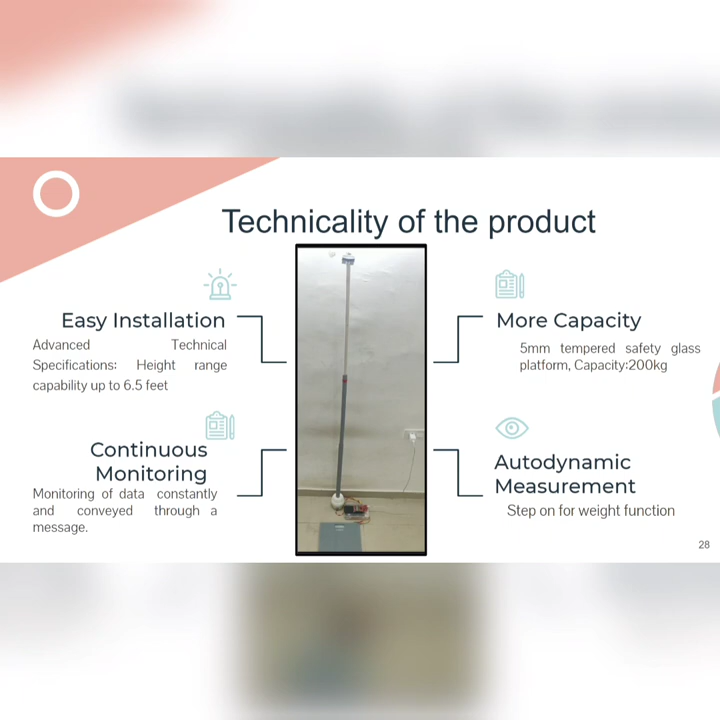 Technicality of the product
Easy Installation
Advanced Technical
Specifications: Height range
capability up to 6.5 feet
More Capacity
5mm tempered safety glass
platform, Capacity:200kg
Continuous
Monitoring
Monitoring of data constantly
and conveyed through a
message.
Autodynamic
Measurement
Step on for weight function
28